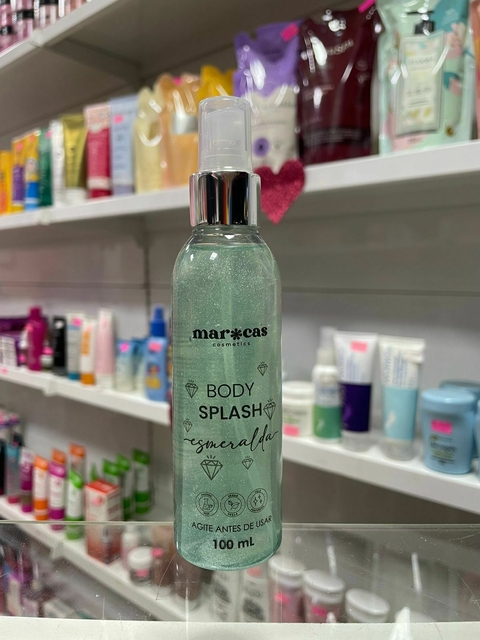 mar*cas
cosmetics
BODY
SPLASH
esmeralda
AGITE ANTES DE USAR
100 mL